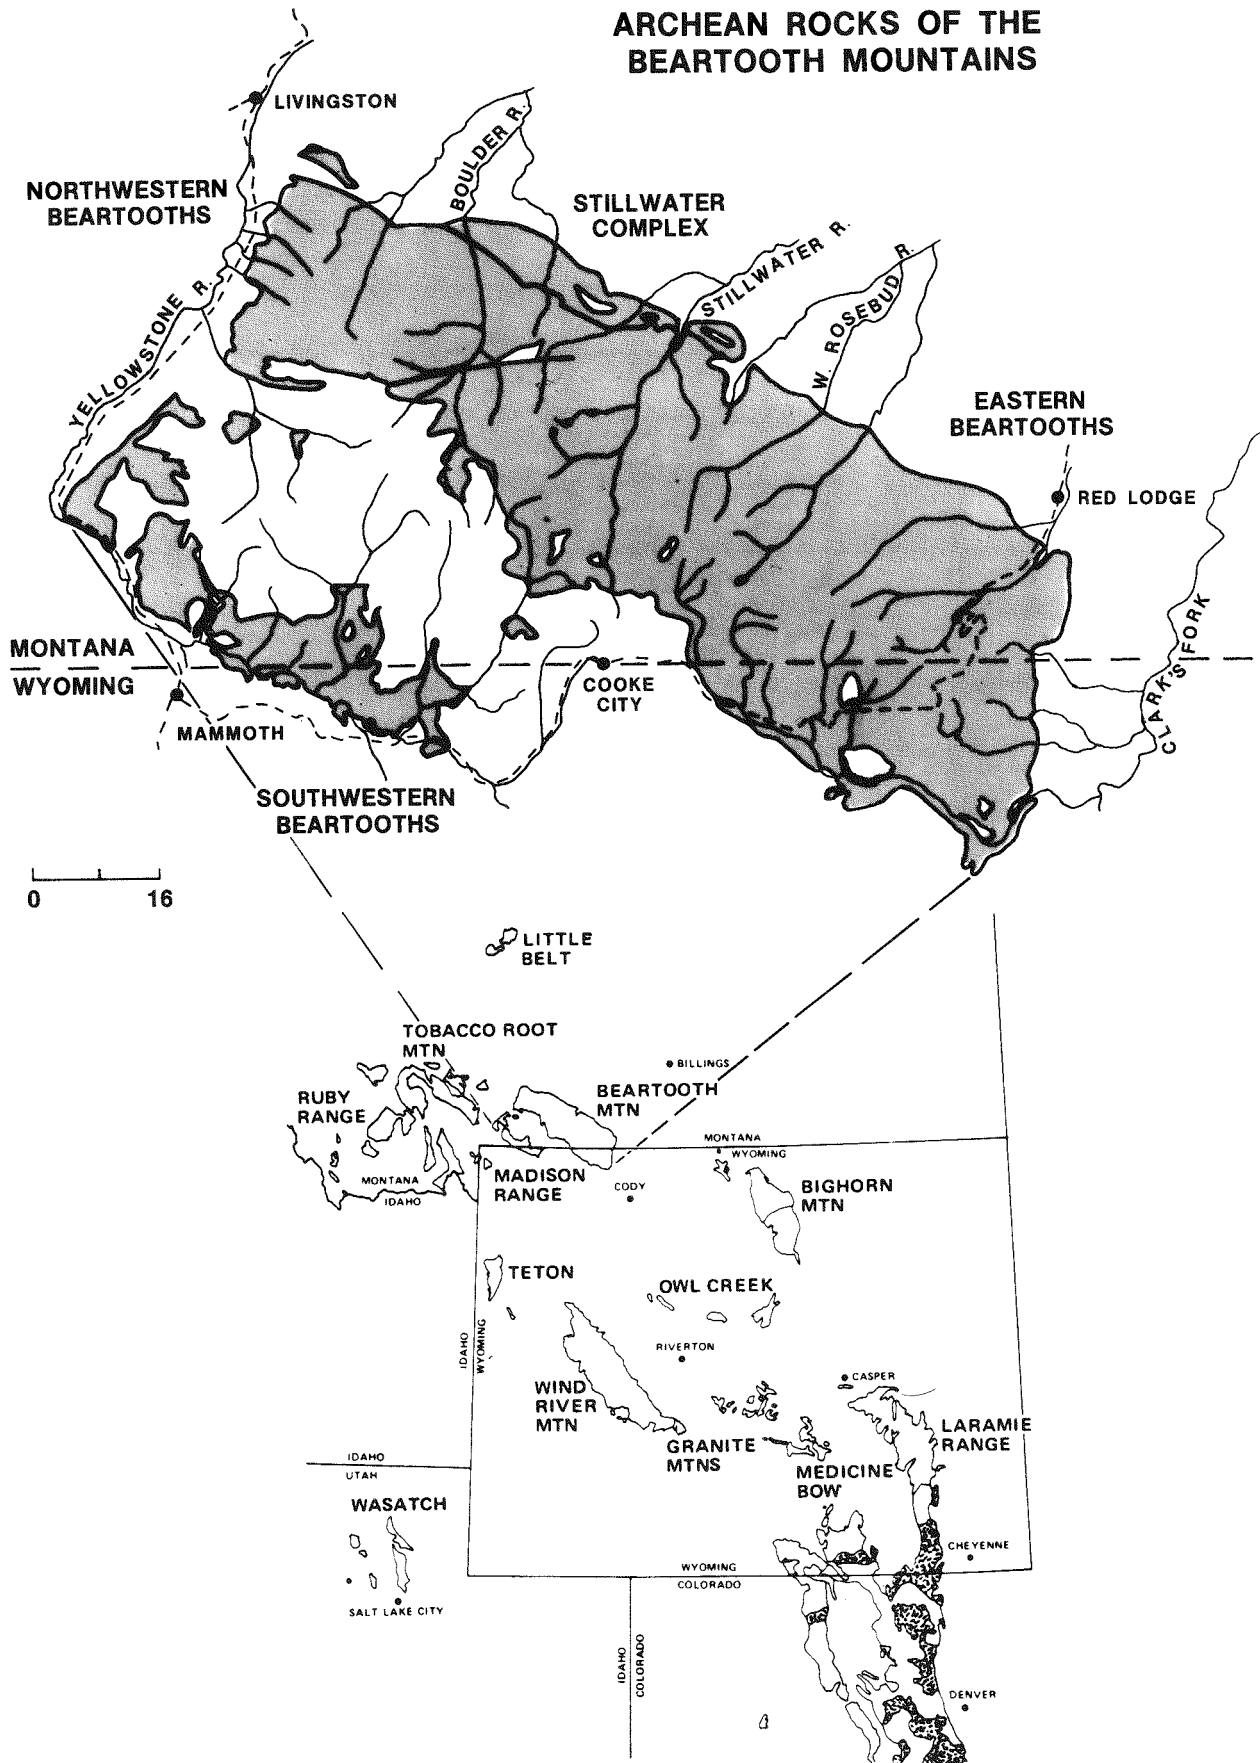 ARCHEAN ROCKS OF THE
BEARTOOTH MOUNTAINS
LIVINGSTON
BOULDER R.
NORTHWESTERN
BEARTOOTHS
STILLWATER
COMPLEX
STILLWATER R.
W. ROSEBUD R.
YELLOWSTONE R.
EASTERN
BEARTOOTHS
RED LODGE
CLARK'S FORK
MONTANA
WYOMING
COOKE
CITY
MAMMOTH
SOUTHWESTERN
BEARTOOTHS
0 16
LITTLE
BELT
TOBACCO ROOT
MTN
BILLINGS
RUBY
RANGE
BEARTOOTH
MTN
MONTANA
WYOMING
MADISON
RANGE
MONTANA
IDAHO
CODY
BIGHORN
MTN
TETON
OWL CREEK
IDAHO
WYOMING
RIVERTON
CASPER
WIND
RIVER
MTN
GRANITE
MTNS
LARAMIE
RANGE
MEDICINE
BOW
IDAHO
UTAH
WASATCH
CHEYENNE
WYOMING
COLORADO
SALT LAKE CITY
IDAHO
COLORADO
DENVER